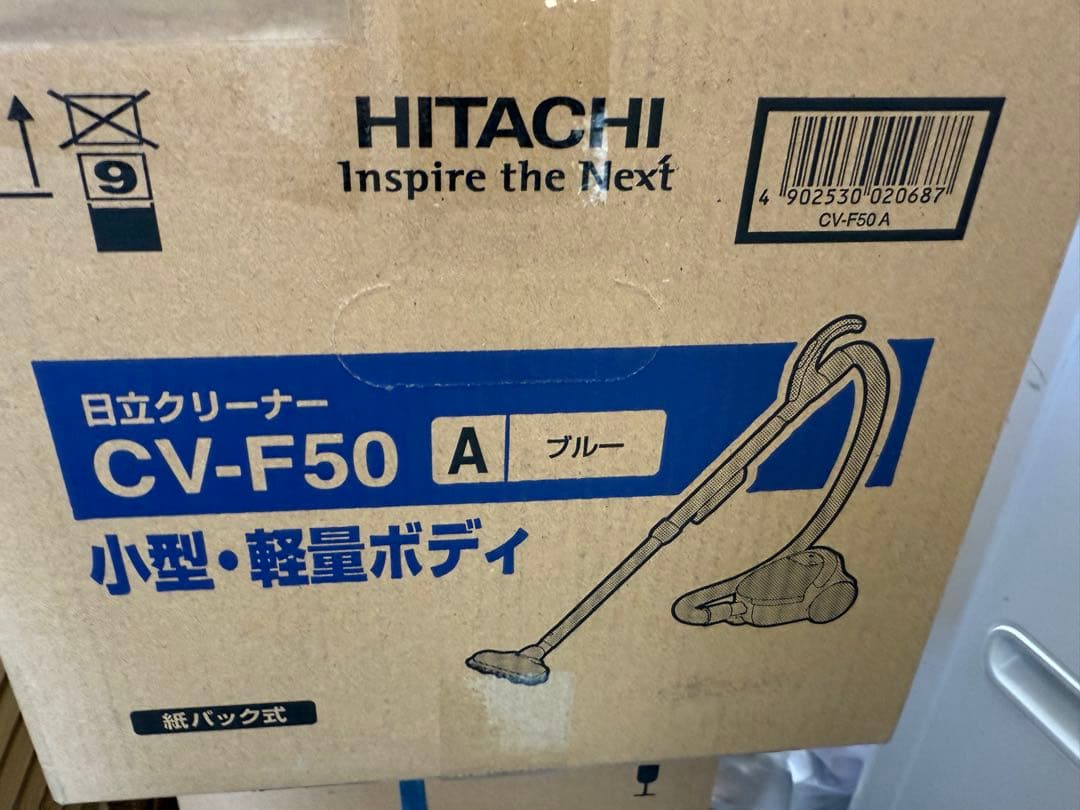 9
HITACHI
Inspire the Next
4 902530 020687
CV-F50 A
日立クリーナー
CV-F50 A ブルー
小型・軽量ボディ
紙パック式